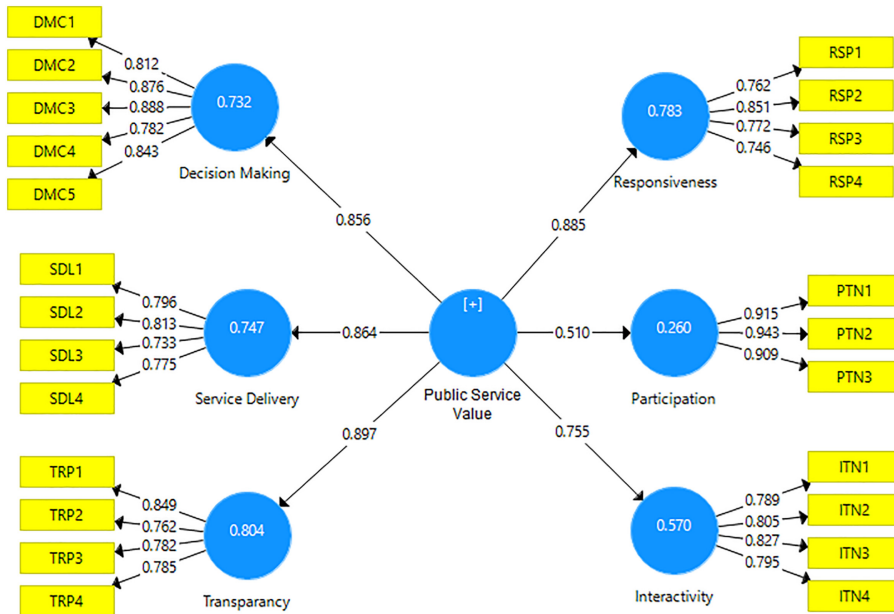 DMC1
DMC2
DMC3
DMC4
DMC5
0.812
0.876
0.888
0.782
0.843
0.732
Decision Making
RSP1
RSP2
RSP3
RSP4
0.762
0.851
0.772
0.746
0.783
Responsiveness
0.856
0.885
SDL1
SDL2
SDL3
SDL4
0.796
0.813
0.733
0.775
0.747
Service Delivery
0.864
[+]
Public Service
Value
0.510
0.260
Participation
0.915
0.943
0.909
PTN1
PTN2
PTN3
0.897
0.755
TRP1
TRP2
TRP3
TRP4
0.849
0.762
0.782
0.785
0.804
Transparancy
0.570
Interactivity
0.789
0.805
0.827
0.795
ITN1
ITN2
ITN3
ITN4